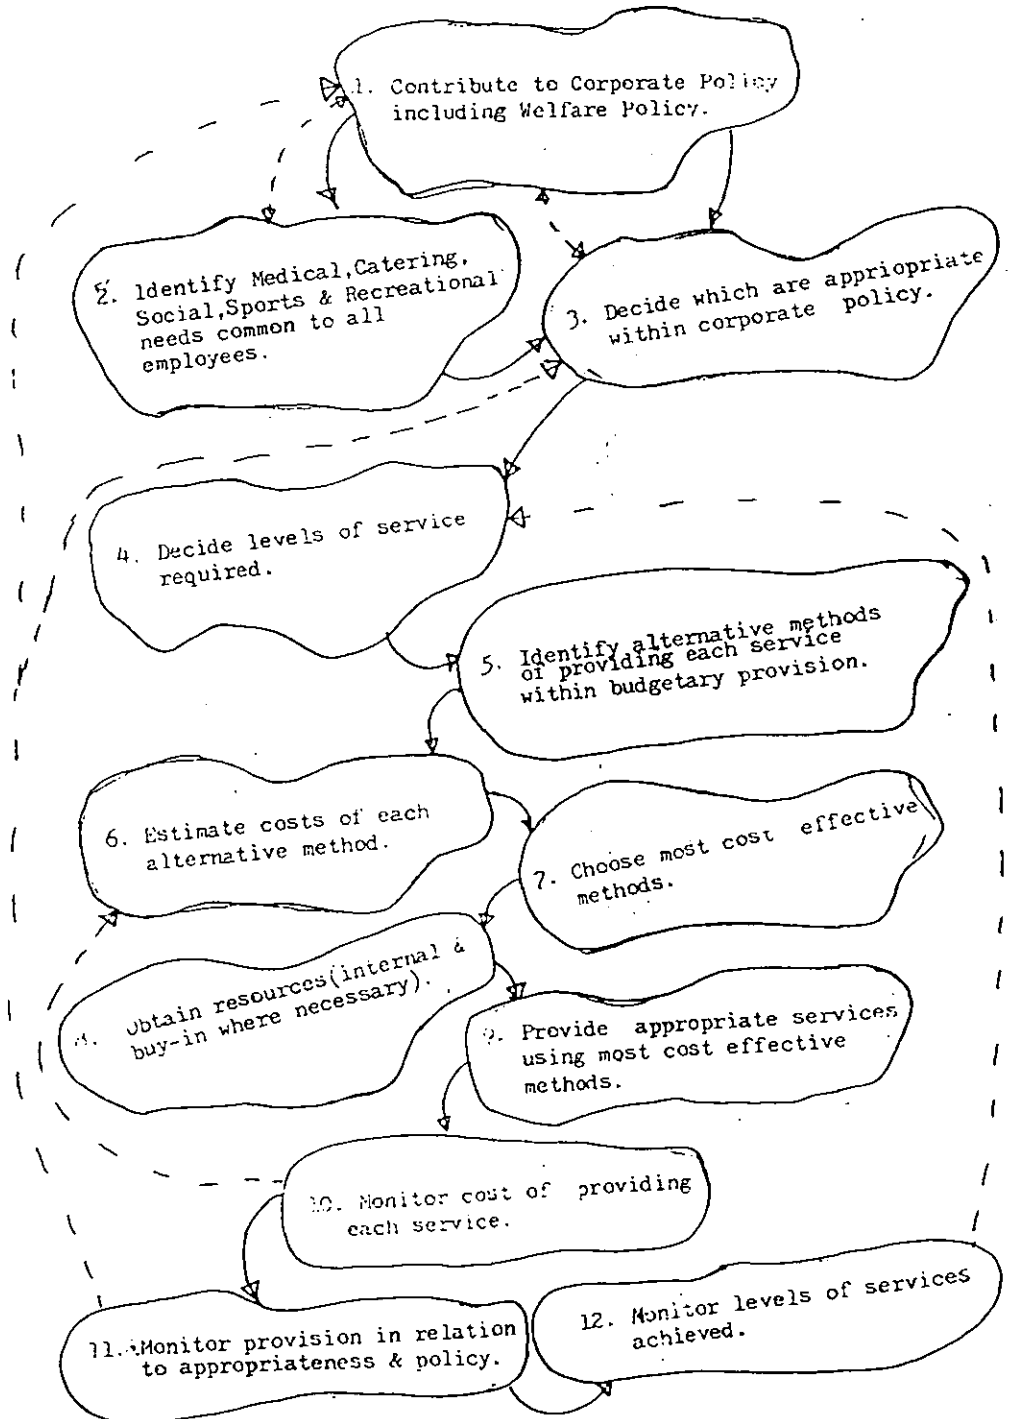 1. Contribute to Corporate Policy
including Welfare Policy.
2. Identify Medical,Catering,
Social,Sports & Recreational
needs common to all
employees.
3. Decide which are appriopriate
within corporate policy.
4. Decide levels of service
required.
5. Identify alternative methods
of providing each service
within budgetary provision.
6. Estimate costs of each
alternative method.
7. Choose most cost effective
methods.
8. Obtain resources(internal &
buy-in where necessary).
9. Provide appropriate services
using most cost effective
methods.
10. Monitor cost of providing
each service.
11. Monitor provision in relation
to appropriateness & policy.
12. Monitor levels of services
achieved.